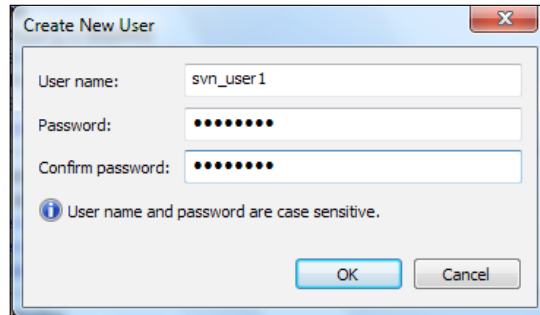 Create New User
User name: svn_user1
Password: ••••••••
Confirm password: ••••••••
User name and password are case sensitive.
OK Cancel